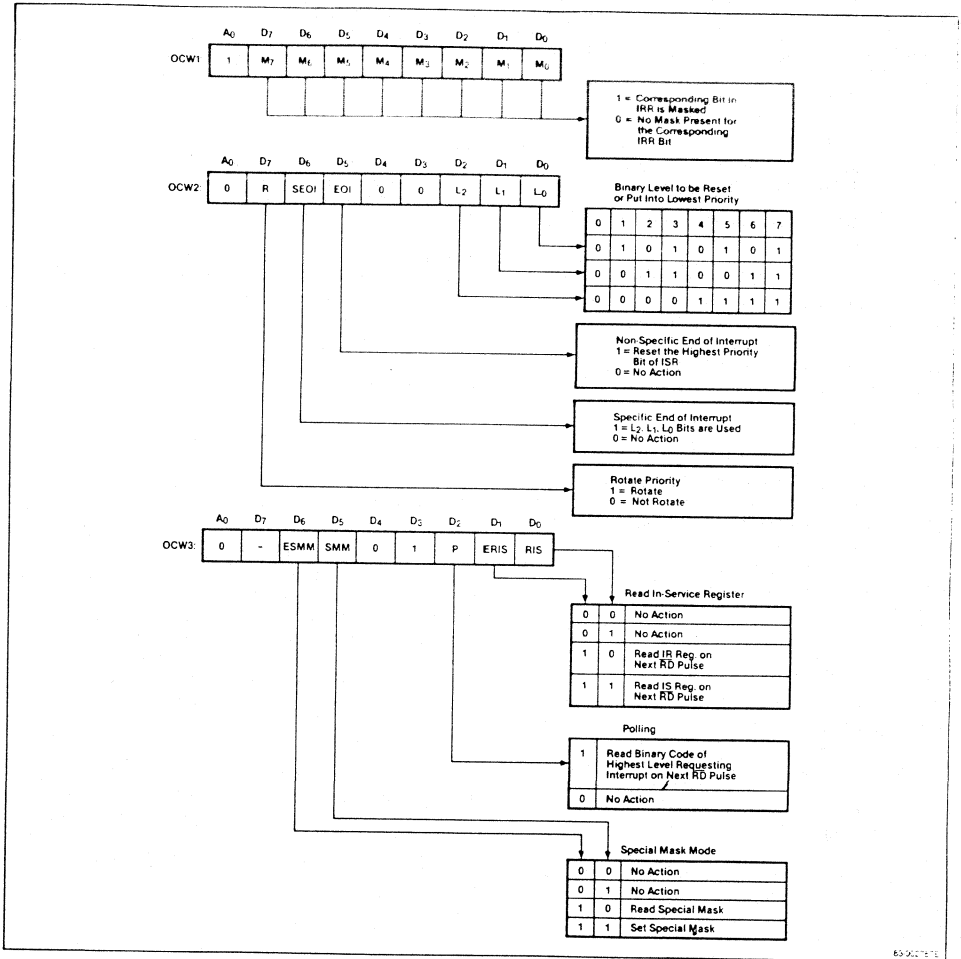 A0 D7 D6 D5 D4 D3 D2 D1 D0
OCW1 1 M7 M6 M5 M4 M3 M2 M1 M0
1 = Corresponding Bit in
IRR is Masked
0 = No Mask Present for
the Corresponding
IRR Bit
A0 D7 D6 D5 D4 D3 D2 D1 D0
OCW2: 0 R SEOI EOI 0 0 L2 L1 L0
Binary Level to be Reset
or Put Into Lowest Priority
0 1 2 3 4 5 6 7
0 1 0 1 0 1 0 1
0 0 1 1 0 0 1 1
0 0 0 0 1 1 1 1
Non-Specific End of Interrupt
1 = Reset the Highest Priority
Bit of ISR
0 = No Action
Specific End of Interrupt
1 = L2, L1, L0 Bits are Used
0 = No Action
Rotate Priority
1 = Rotate
0 = Not Rotate
A0 D7 D6 D5 D4 D3 D2 D1 D0
OCW3: 0 - ESMM SMM 0 1 P ERIS RIS
Read In-Service Register
0 0 No Action
0 1 No Action
1 0 Read IR Reg. on
Next R̅D̅ Pulse
1 1 Read IS Reg. on
Next R̅D̅ Pulse
Polling
1 Read Binary Code of
Highest Level Requesting
Interrupt on Next R̅D̅ Pulse
0 No Action
Special Mask Mode
0 0 No Action
0 1 No Action
1 0 Read Special Mask
1 1 Set Special Mask